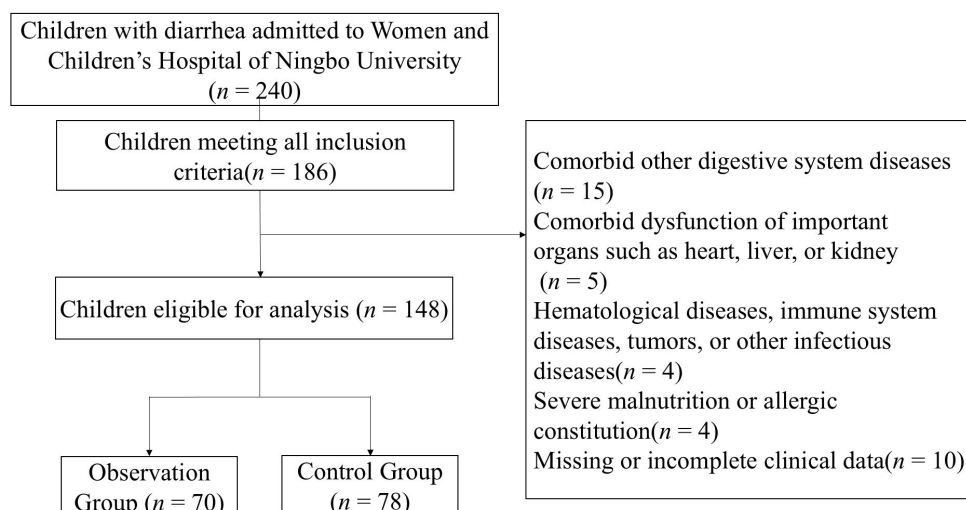 Children with diarrhea admitted to Women and
Children's Hospital of Ningbo University
(n = 240)
Children meeting all inclusion
criteria(n = 186)
Comorbid other digestive system diseases
(n = 15)
Comorbid dysfunction of important
organs such as heart, liver, or kidney
(n = 5)
Hematological diseases, immune system
diseases, tumors, or other infectious
diseases(n = 4)
Severe malnutrition or allergic
constitution(n = 4)
Missing or incomplete clinical data(n = 10)
Children eligible for analysis (n = 148)
Observation
Group (n = 70)
Control Group
(n = 78)